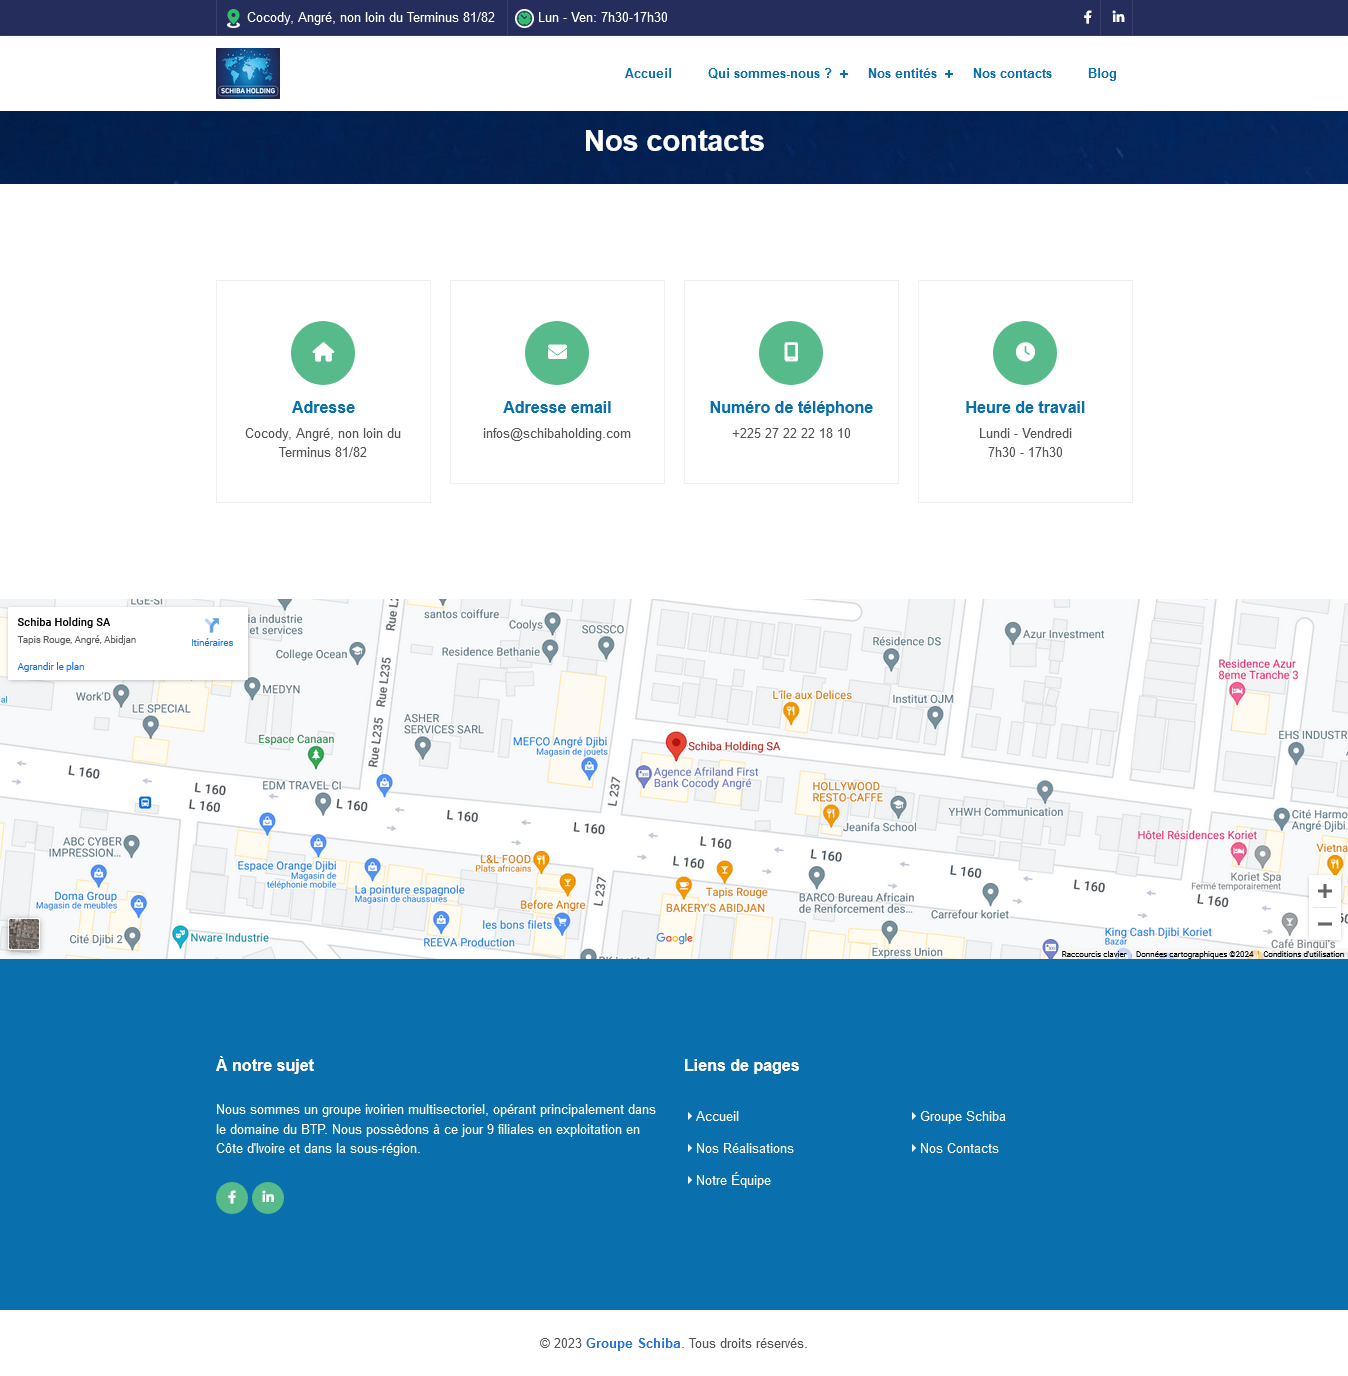 Cocody, Angré, non loin du Terminus 81/82
Lun - Ven: 7h30-17h30
SCHIBA HOLDING
Accueil
Qui sommes-nous ?
Nos entités
Nos contacts
Blog
Nos contacts
Adresse
Cocody, Angré, non loin du
Terminus 81/82
Adresse email
infos@schibaholding.com
Numéro de téléphone
+225 27 22 22 18 10
Heure de travail
Lundi - Vendredi
7h30 - 17h30
Schiba Holding SA
Tapis Rouge, Angré, Abidjan
Itinéraires
Agrandir le plan
LGE-SI
ia industrie
et services
College Ocean
santos coiffure
Coolys
SOSSCO
Residence Bethanie
Résidence DS
Azur Investment
Residence Azur
8eme Tranche 3
Work'D
LE SPECIAL
MEDYN
Rue L235
Rue L235
ASHER
SERVICES SARL
Espace Canaan
MEFCO Angré Djibi
Magasin de jouets
L'île aux Delices
Institut OJM
Schiba Holding SA
Agence Afriland First
Bank Cocody Angré
EHS INDUSTR
L 160
L 160
L 160
EDM TRAVEL CI
L 160
L 160
L 160
L 237
HOLLYWOOD
RESTO-CAFFE
Jeanifa School
YHWH Communication
Cité Harmo
Angré Djibi
Hôtel Résidences Koriet
ABC CYBER
IMPRESSION...
Espace Orange Djibi
Magasin de
téléphonie mobile
Doma Group
Magasin de meubles
La pointure espagnole
Magasin de chaussures
L&L FOOD
Plats africains
Before Angre
L 237
L 160
L 160
L 160
L 160
L 160
L 160
Tapis Rouge
BAKERY'S ABIDJAN
BARCO Bureau Africain
de Renforcement des...
Carrefour koriet
Koriet Spa
Fermé temporairement
Vietna
Cité Djibi 2
Nware Industrie
les bons filets
REEVA Production
Google
Express Union
King Cash Djibi Koriet
Bazar
Café Bingui's
Raccourcis clavier
Données cartographiques ©2024
Conditions d'utilisation
À notre sujet
Nous sommes un groupe ivoirien multisectoriel, opérant principalement dans
le domaine du BTP. Nous possèdons à ce jour 9 filiales en exploitation en
Côte d'Ivoire et dans la sous-région.
Liens de pages
Accueil
Groupe Schiba
Nos Réalisations
Nos Contacts
Notre Équipe
© 2023 Groupe Schiba. Tous droits réservés.